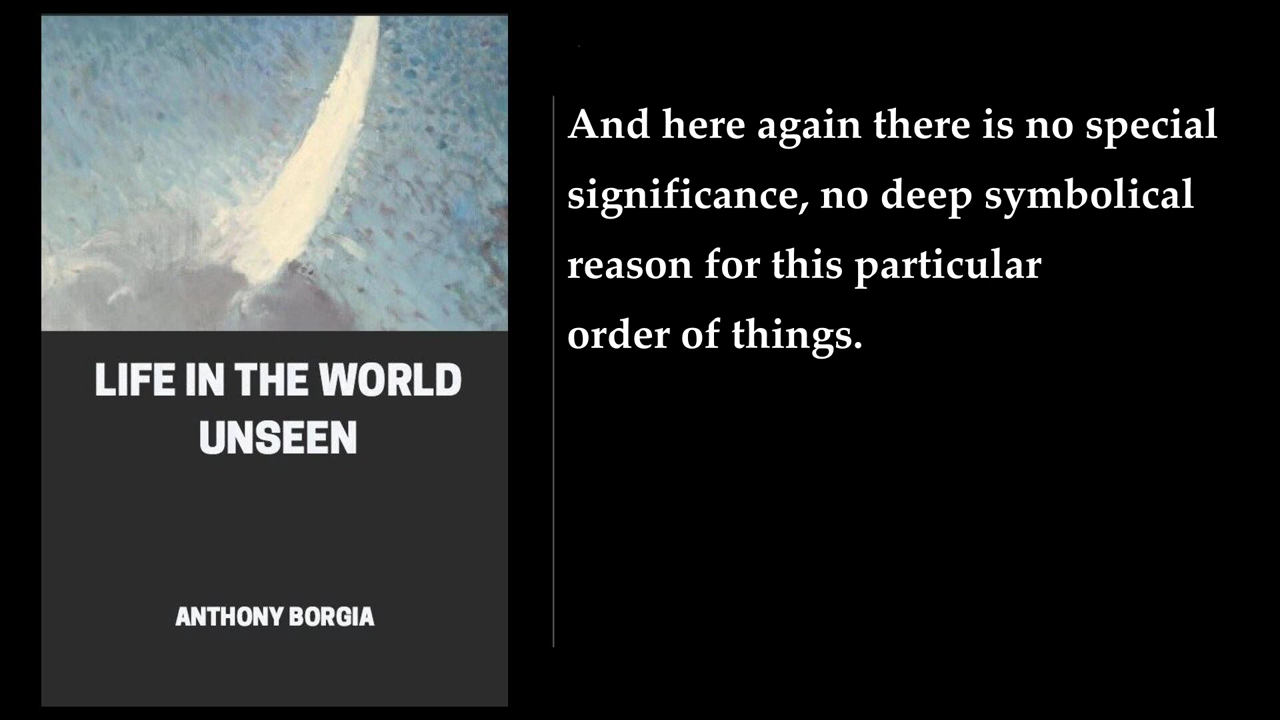 LIFE IN THE WORLD
UNSEEN
ANTHONY BORGIA
And here again there is no special
significance, no deep symbolical
reason for this particular
order of things.